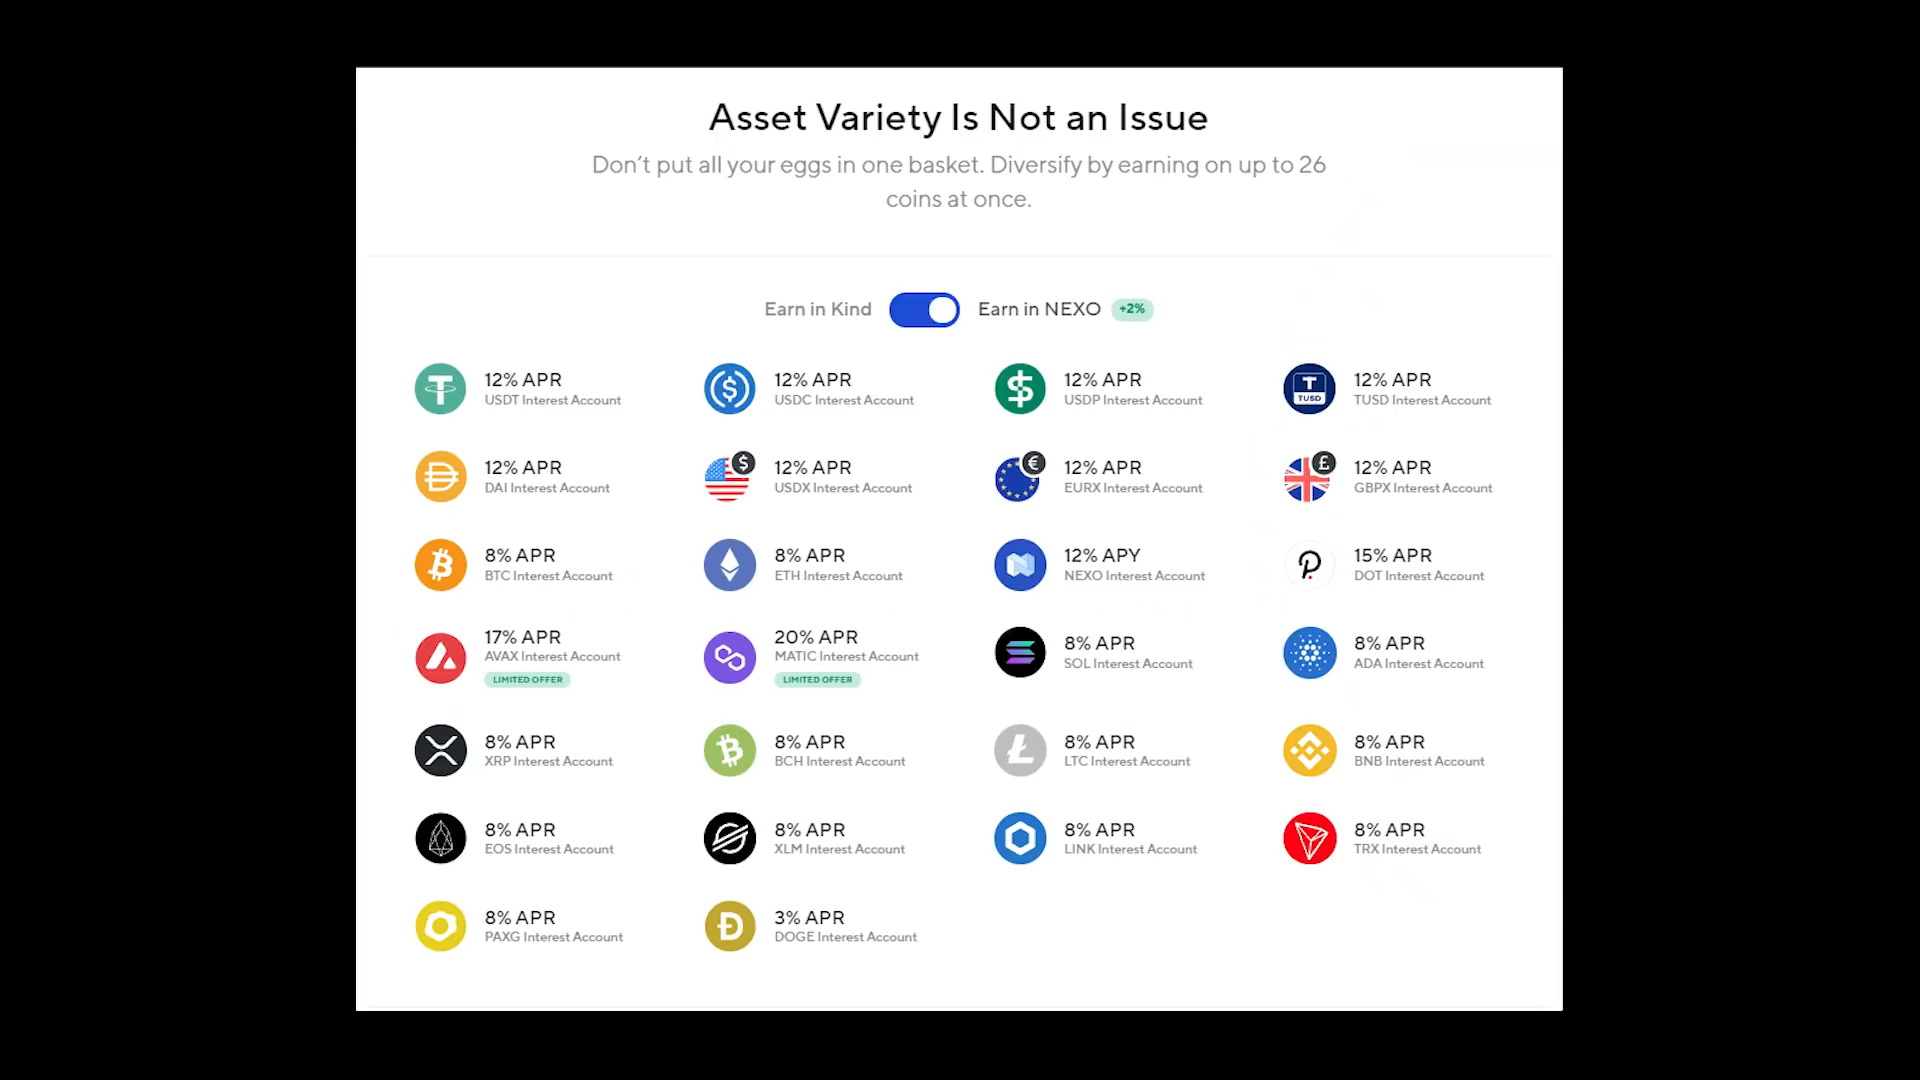 Asset Variety Is Not an Issue
Don’t put all your eggs in one basket. Diversify by earning on up to 26
coins at once.
Earn in Kind Earn in NEXO +2%
12% APR
USDT Interest Account
12% APR
USDC Interest Account
12% APR
USDP Interest Account
TUSD
12% APR
TUSD Interest Account
12% APR
DAI Interest Account
$
12% APR
USDX Interest Account
€
12% APR
EURX Interest Account
£
12% APR
GBPX Interest Account
8% APR
BTC Interest Account
8% APR
ETH Interest Account
12% APY
NEXO Interest Account
15% APR
DOT Interest Account
17% APR
AVAX Interest Account
LIMITED OFFER
20% APR
MATIC Interest Account
LIMITED OFFER
8% APR
SOL Interest Account
8% APR
ADA Interest Account
8% APR
XRP Interest Account
8% APR
BCH Interest Account
8% APR
LTC Interest Account
8% APR
BNB Interest Account
8% APR
EOS Interest Account
8% APR
XLM Interest Account
8% APR
LINK Interest Account
8% APR
TRX Interest Account
8% APR
PAXG Interest Account
3% APR
DOGE Interest Account